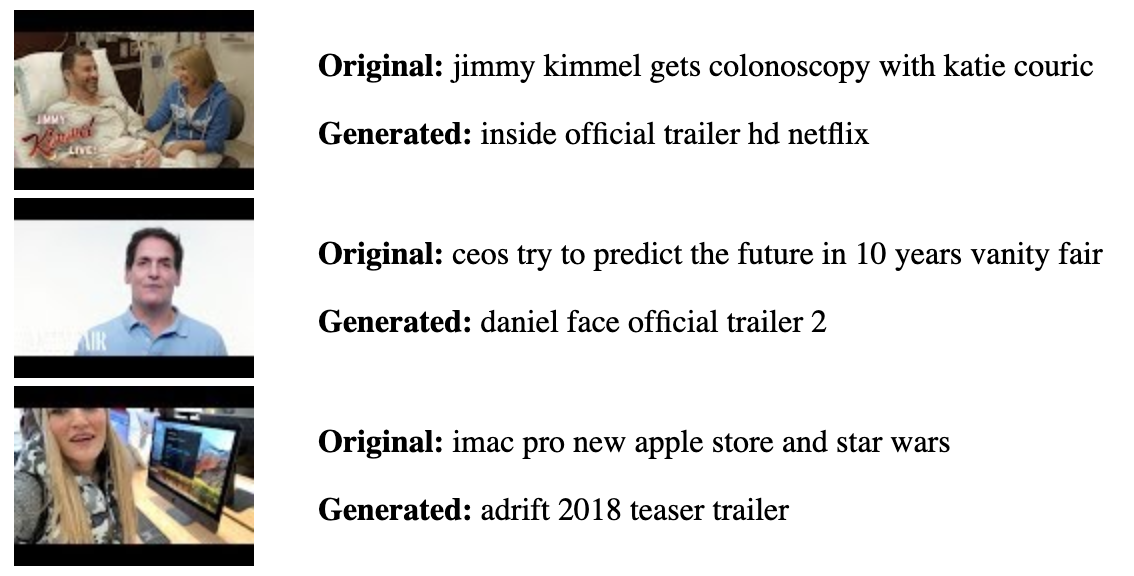 JIMMY
Kimmel
LIVE!
Original: jimmy kimmel gets colonoscopy with katie couric
Generated: inside official trailer hd netflix
Original: ceos try to predict the future in 10 years vanity fair
Generated: daniel face official trailer 2
Original: imac pro new apple store and star wars
Generated: adrift 2018 teaser trailer